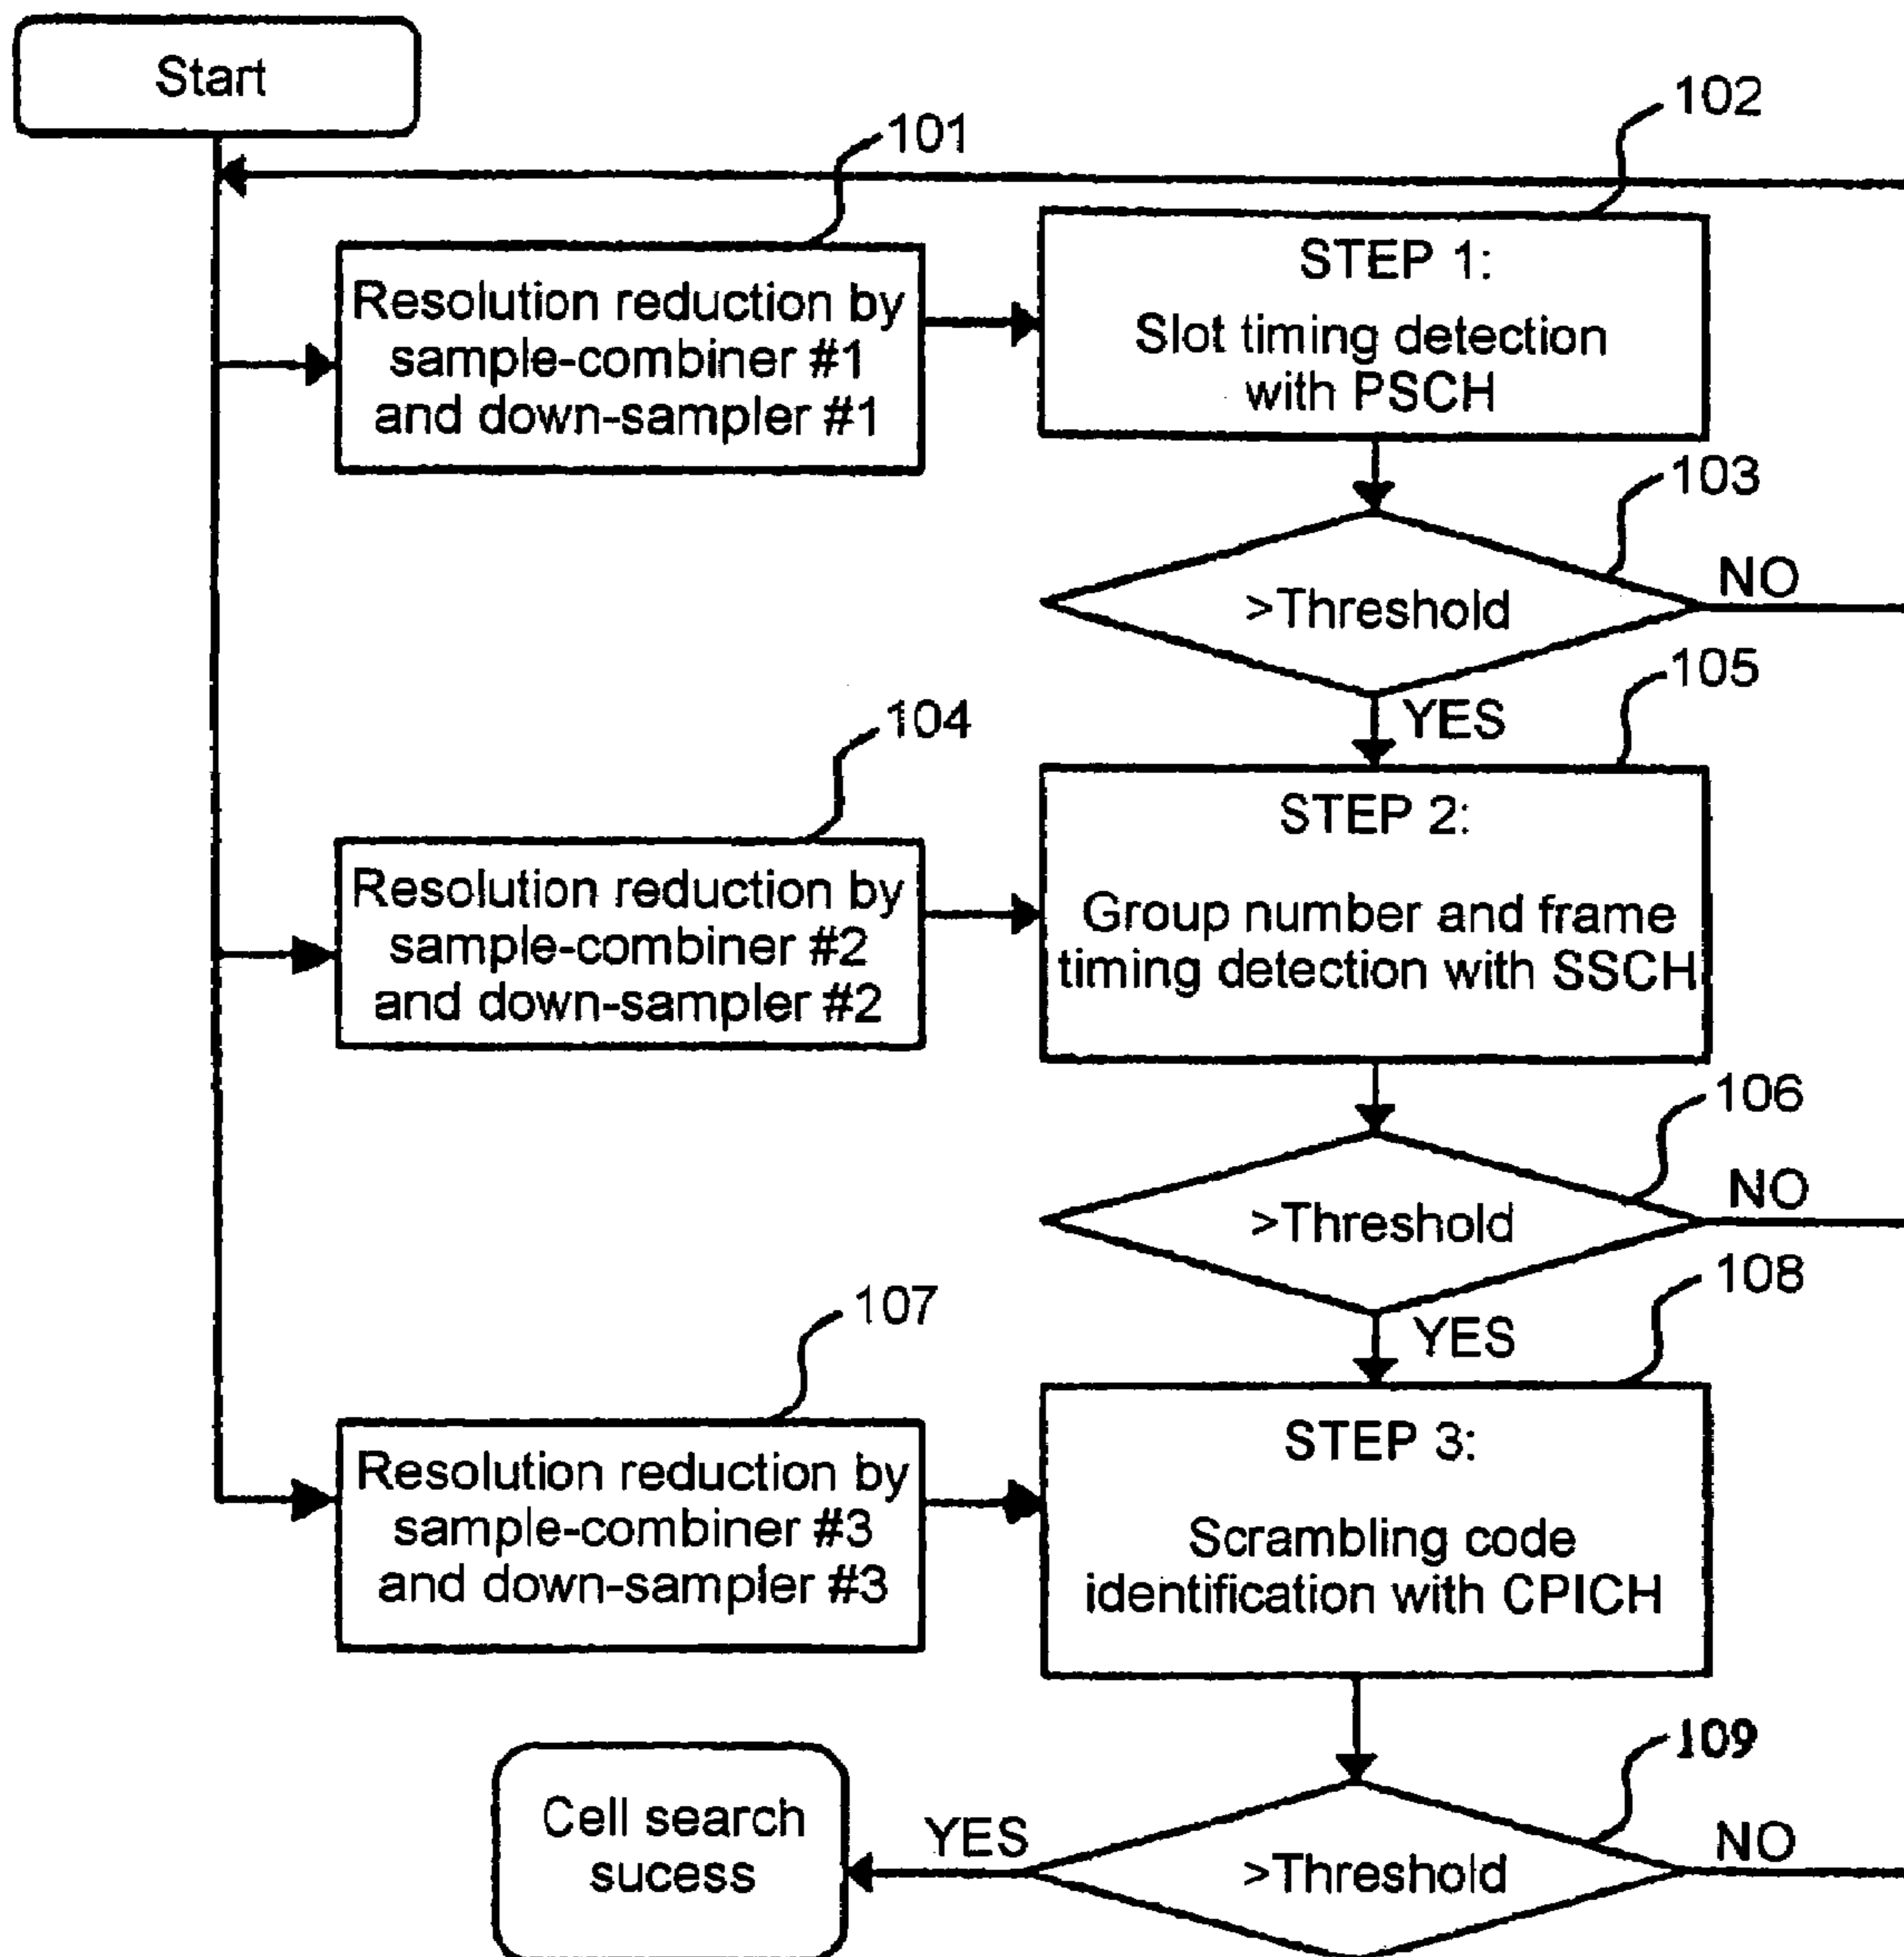 Start
101
102
Resolution reduction by
sample-combiner #1
and down-sampler #1
STEP 1:
Slot timing detection
with PSCH
103
>Threshold
NO
YES
104
105
Resolution reduction by
sample-combiner #2
and down-sampler #2
STEP 2:
Group number and frame
timing detection with SSCH
106
>Threshold
NO
YES
107
108
Resolution reduction by
sample-combiner #3
and down-sampler #3
STEP 3:
Scrambling code
identification with CPICH
109
>Threshold
NO
YES
Cell search
sucess